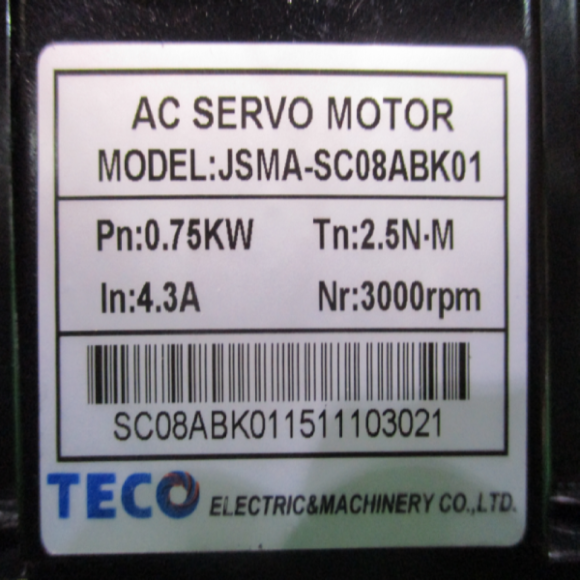 AC SERVO MOTOR
MODEL:JSMA-SC08ABK01
Pn:0.75KW Tn:2.5N·M
In:4.3A Nr:3000rpm
SC08ABK011511103021
TECO ELECTRIC&MACHINERY CO.,LTD.